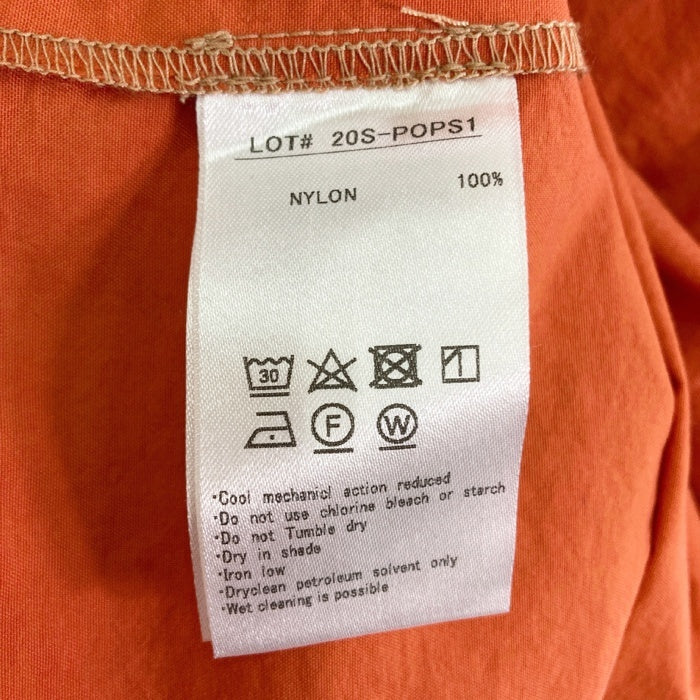 LOT# 20S-POPS1
NYLON 100%
30
F W
·Cool mechanicl action reduced
·Do not use chlorine bleach or starch
·Do not Tumble dry
·Dry in shade
·Iron low
·Dryclean petroleum solvent only
·Wet cleaning is possible